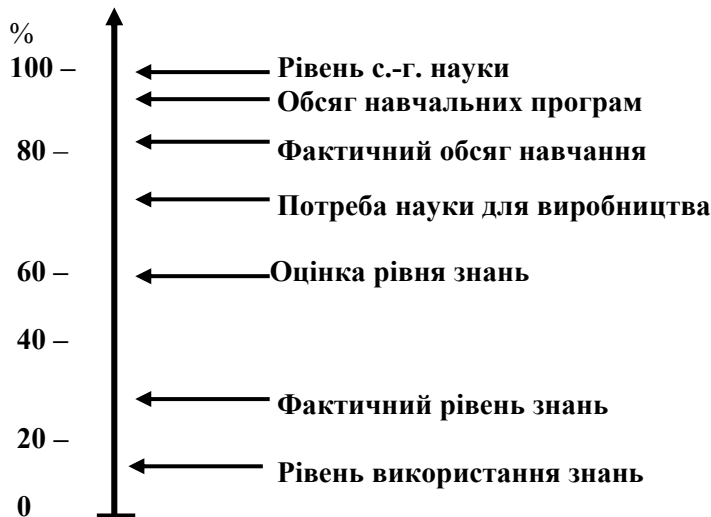 %
100 –
Рівень с.-г. науки
Обсяг навчальних програм
80 –
Фактичний обсяг навчання
Потреба науки для виробництва
60 –
Оцінка рівня знань
40 –
Фактичний рівень знань
20 –
Рівень використання знань
0